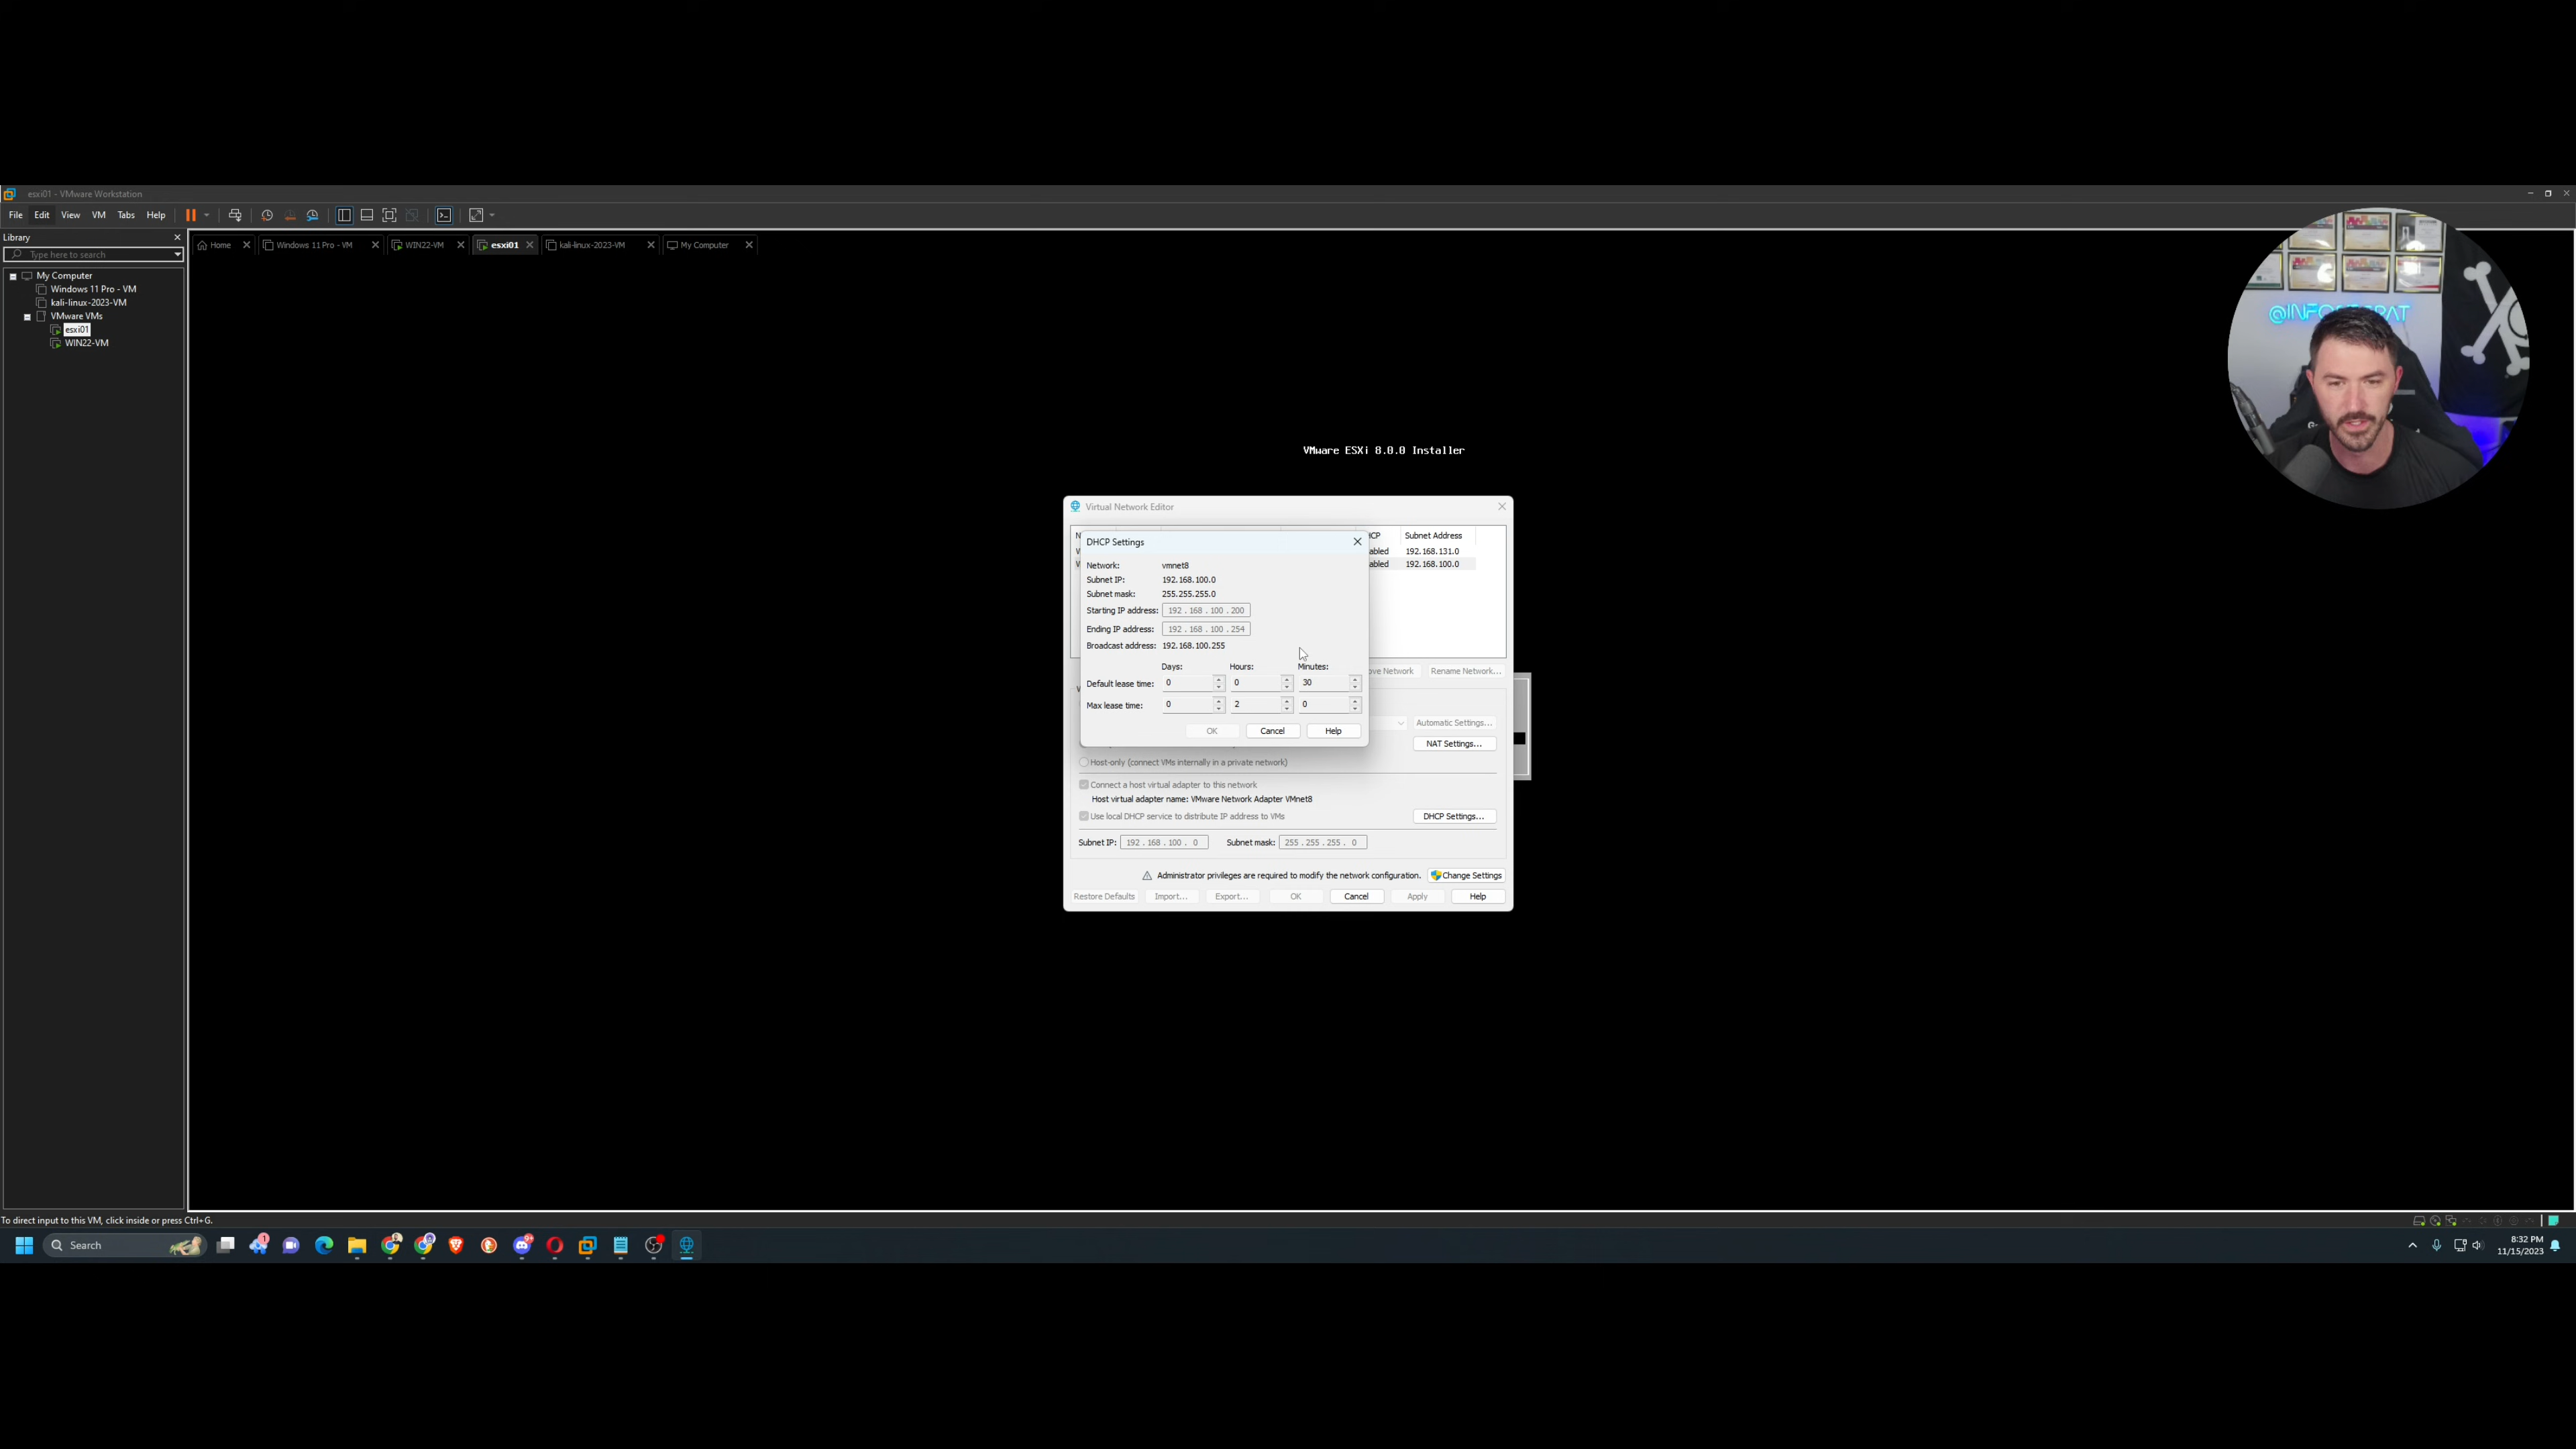 esxi01 - VMware Workstation
File Edit View VM Tabs Help
Library
Type here to search
My Computer
Windows 11 Pro - VM
kali-linux-2023-VM
VMware VMs
esxi01
WIN22-VM
Home
Windows 11 Pro - VM
WIN22-VM
esxi01
kali-linux-2023-VM
My Computer
VMware ESXi 8.0.0 Installer
Virtual Network Editor
Subnet Address
192.168.131.0
192.168.100.0
DHCP Settings
Network: vmnet8
Subnet IP: 192.168.100.0
Subnet mask: 255.255.255.0
Starting IP address: 192 . 168 . 100 . 200
Ending IP address: 192 . 168 . 100 . 254
Broadcast address: 192.168.100.255
Days: Hours: Minutes:
Default lease time: 0 0 30
Max lease time: 0 2 0
OK Cancel Help
Network Rename Network...
Automatic Settings...
NAT Settings...
Host-only (connect VMs internally in a private network)
Connect a host virtual adapter to this network
Host virtual adapter name: VMware Network Adapter VMnet8
Use local DHCP service to distribute IP address to VMs
DHCP Settings...
Subnet IP: 192 . 168 . 100 . 0 Subnet mask: 255 . 255 . 255 . 0
Administrator privileges are required to modify the network configuration. Change Settings
Restore Defaults Import... Export... OK Cancel Apply Help
To direct input to this VM, click inside or press Ctrl+G.
Search
8:32 PM
11/15/2023